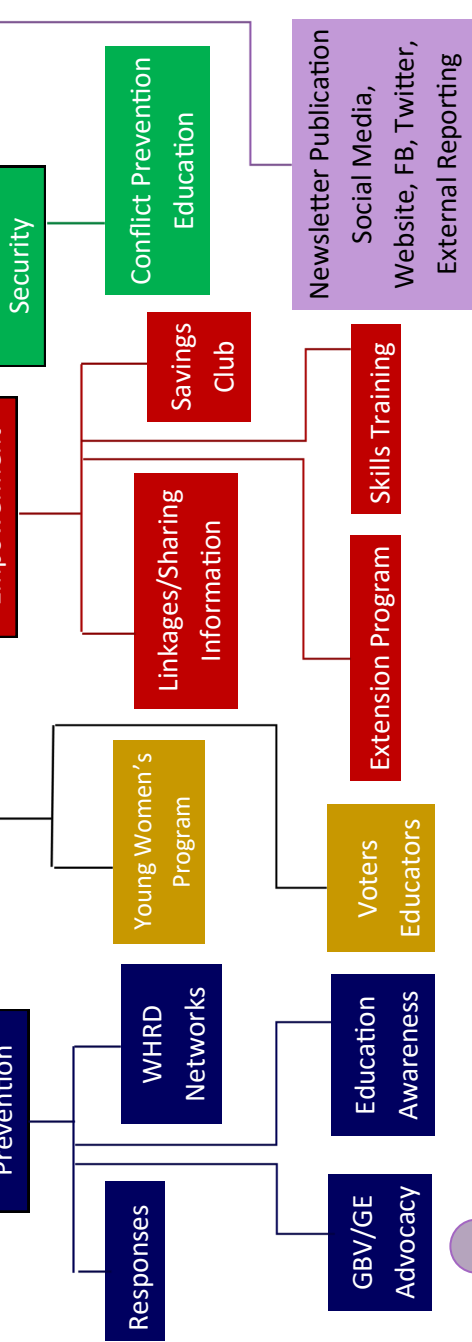 Prevention
Security
Responses
WHRD
Networks
Young Women’s
Program
Linkages/Sharing
Information
Savings
Club
Conflict Prevention
Education
GBV/GE
Advocacy
Education
Awareness
Voters
Educators
Extension Program
Skills Training
Newsletter Publication
Social Media,
Website, FB, Twitter,
External Reporting